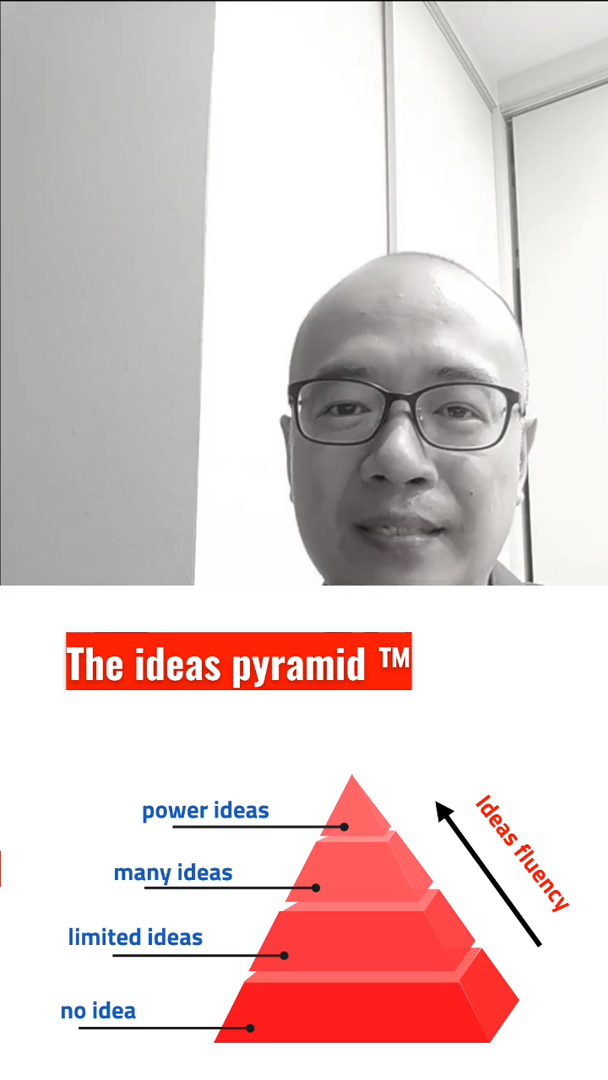 The ideas pyramid ™
power ideas
many ideas
limited ideas
no idea
Ideas fluency